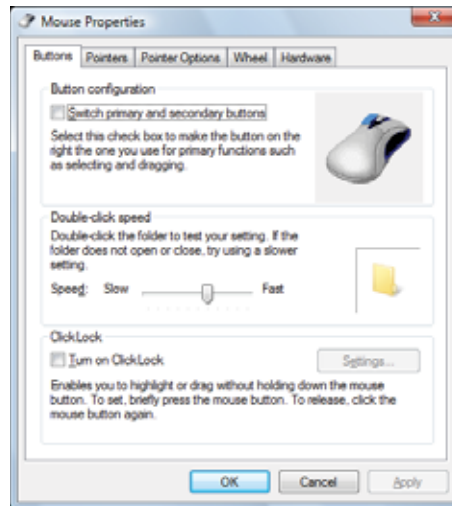 Mouse Properties
Buttons Pointers Pointer Options Wheel Hardware
Button configuration
Switch primary and secondary buttons
Select this check box to make the button on the
right the one you use for primary functions such
as selecting and dragging.
Double-click speed
Double-click the folder to test your setting. If the
folder does not open or close, try using a slower
setting.
Speed: Slow Fast
ClickLock
Turn on ClickLock
Settings...
Enables you to highlight or drag without holding down the mouse
button. To set, briefly press the mouse button. To release, click the
mouse button again.
OK Cancel Apply